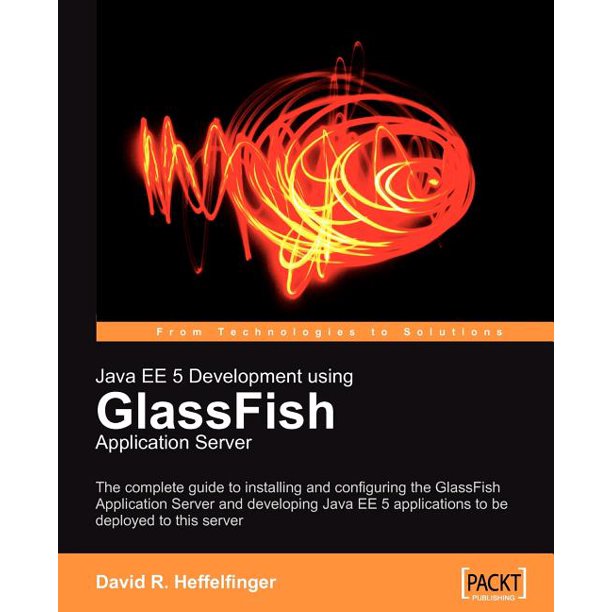 From Technologies to Solutions
Java EE 5 Development using
GlassFish
Application Server
The complete guide to installing and configuring the GlassFish
Application Server and developing Java EE 5 applications to be
deployed to this server
David R. Heffelfinger
PACKT
PUBLISHING